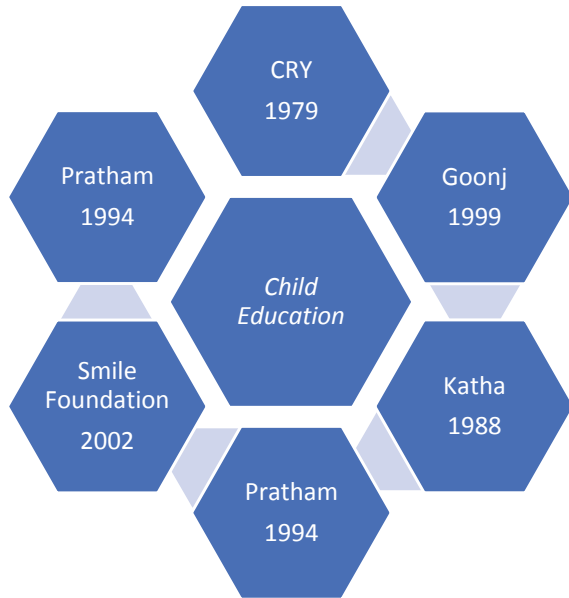 CRY
1979
Goonj
1999
Katha
1988
Pratham
1994
Smile
Foundation
2002
Pratham
1994
Child
Education